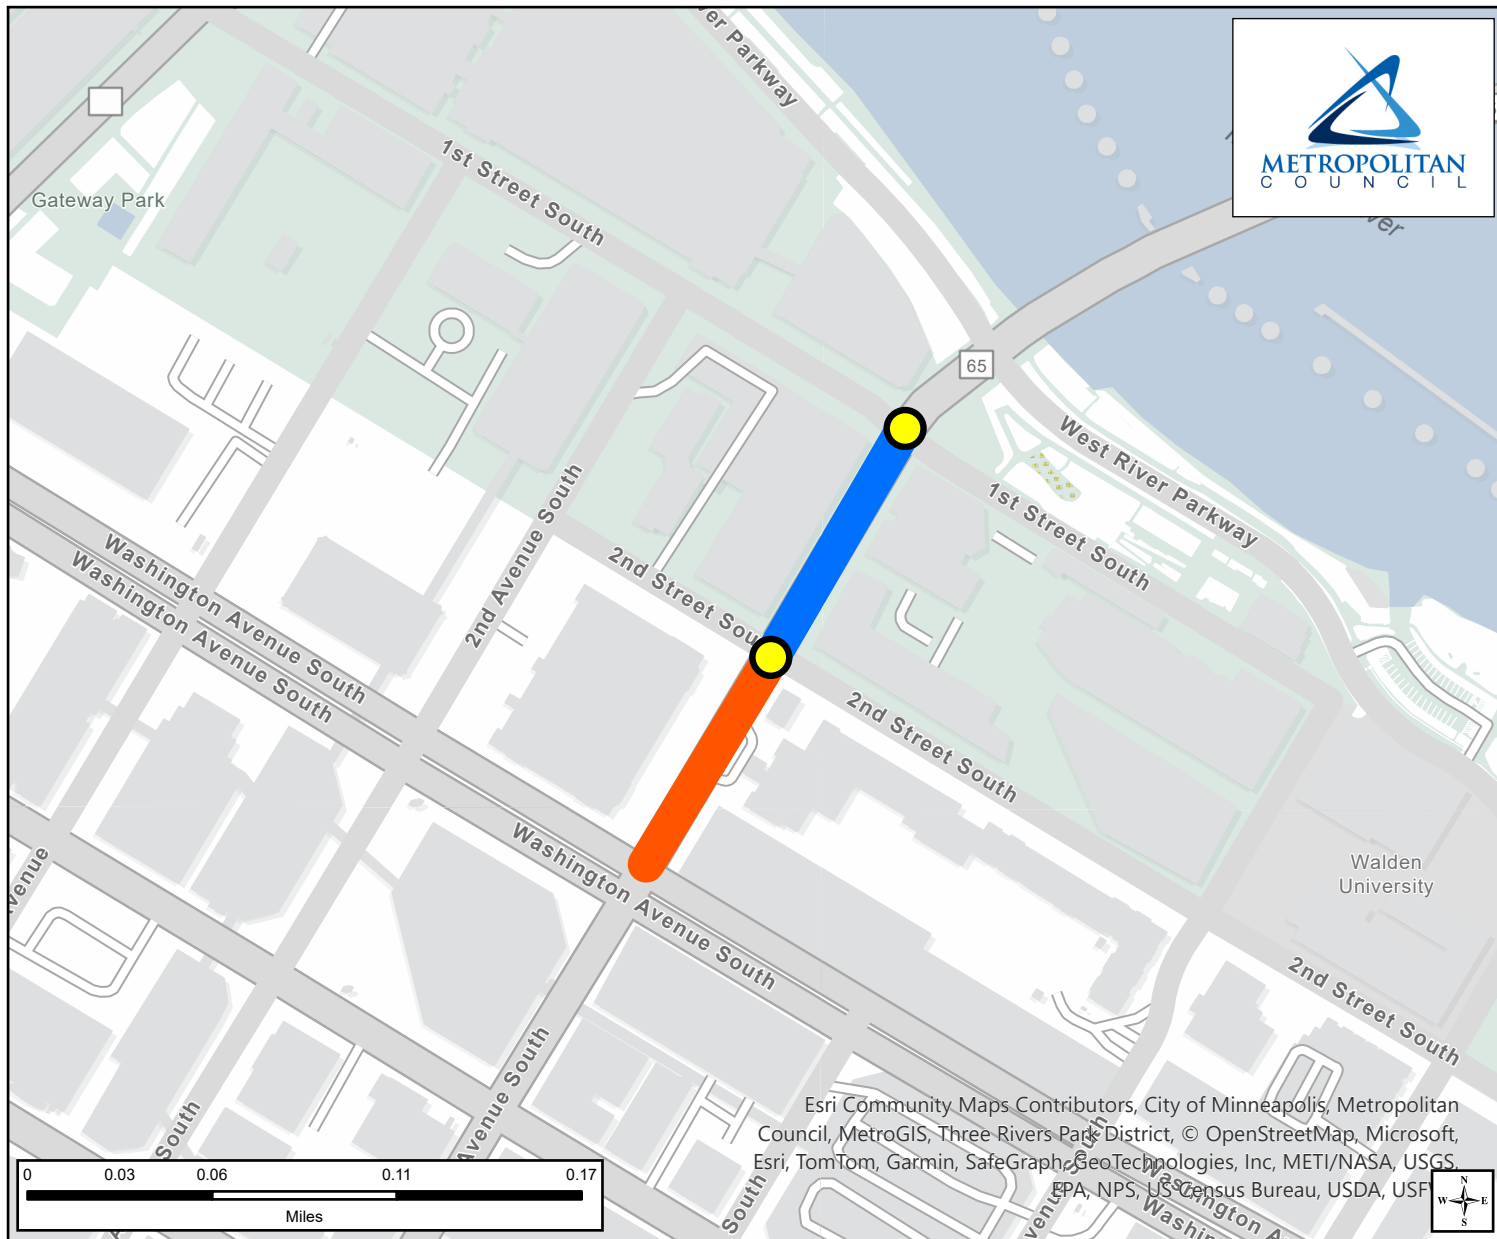 er Parkway
METROPOLITAN
COUNCIL
1st Street South
Gateway Park
65
West River Parkway
1st Street South
2nd Avenue South
2nd Street Sou
Washington Avenue South
Washington Avenue South
2nd Street South
Washington Avenue South
Walden
University
2nd Street South
Avenue South
South
South
Esri Community Maps Contributors, City of Minneapolis, Metropolitan
Council, MetroGIS, Three Rivers Park District, © OpenStreetMap, Microsoft,
Esri, TomTom, Garmin, SafeGraph, GeoTechnologies, Inc, METI/NASA, USGS,
EPA, NPS, US Census Bureau, USDA, USF
0 0.03 0.06 0.11 0.17
Miles
N
W E
S